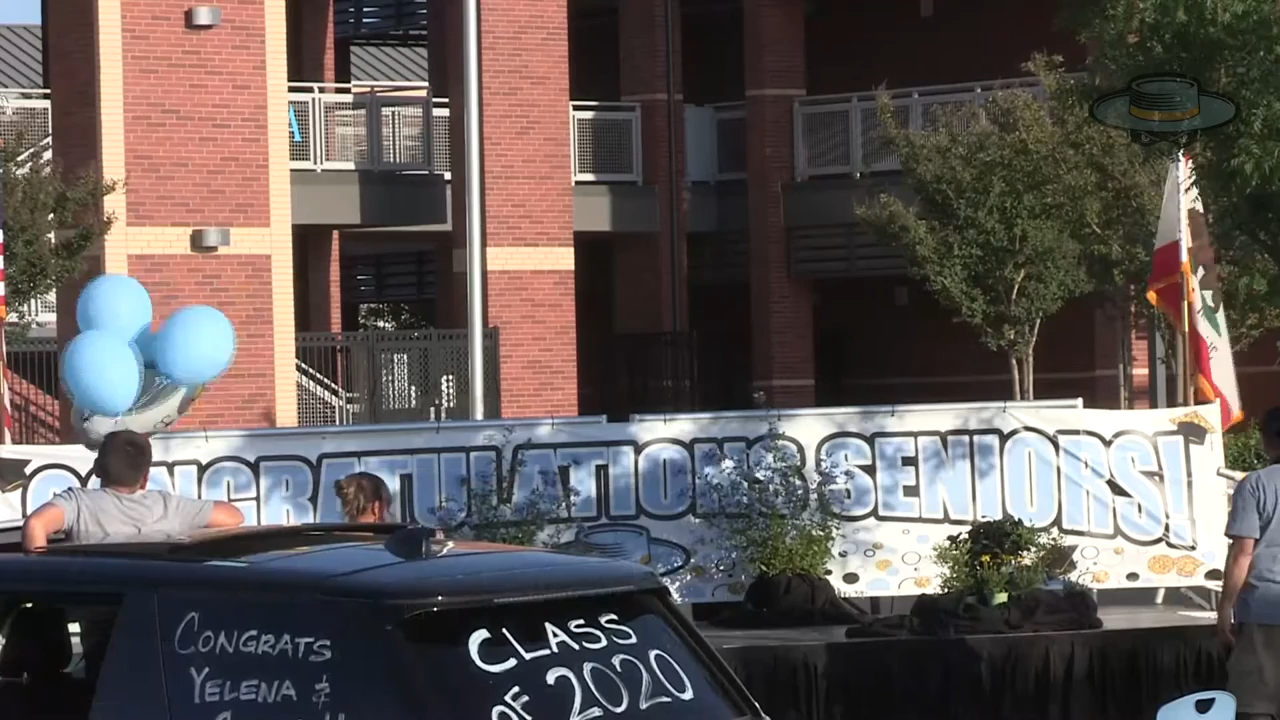 A
CONGRATULATIONS SENIORS!
CONGRATS
YELENA &
CLASS
OF 2020